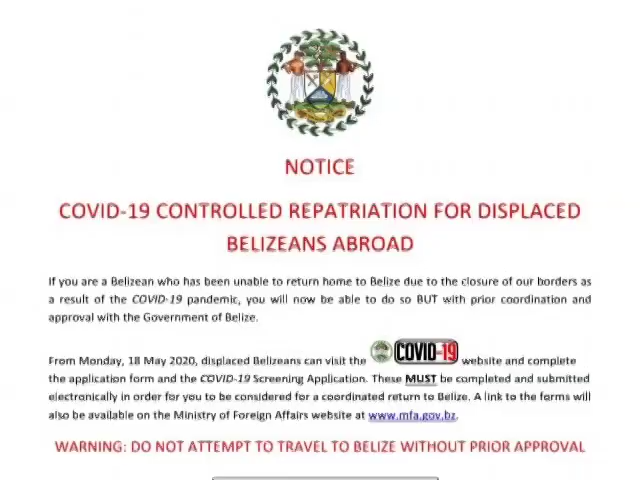 NOTICE
COVID-19 CONTROLLED REPATRIATION FOR DISPLACED
BELIZEANS ABROAD
If you are a Belizean who has been unable to return home to Belize due to the closure of our borders as
a result of the COVID-19 pandemic, you will now be able to do so BUT with prior coordination and
approval with the Government of Belize.
From Monday, 18 May 2020, displaced Belizeans can visit the COVID-19 website and complete
the application form and the COVID-19 Screening Application. These MUST be completed and submitted
electronically in order for you to be considered for a coordinated return to Belize. A link to the forms will
also be available on the Ministry of Foreign Affairs website at www.mfa.gov.bz.
WARNING: DO NOT ATTEMPT TO TRAVEL TO BELIZE WITHOUT PRIOR APPROVAL